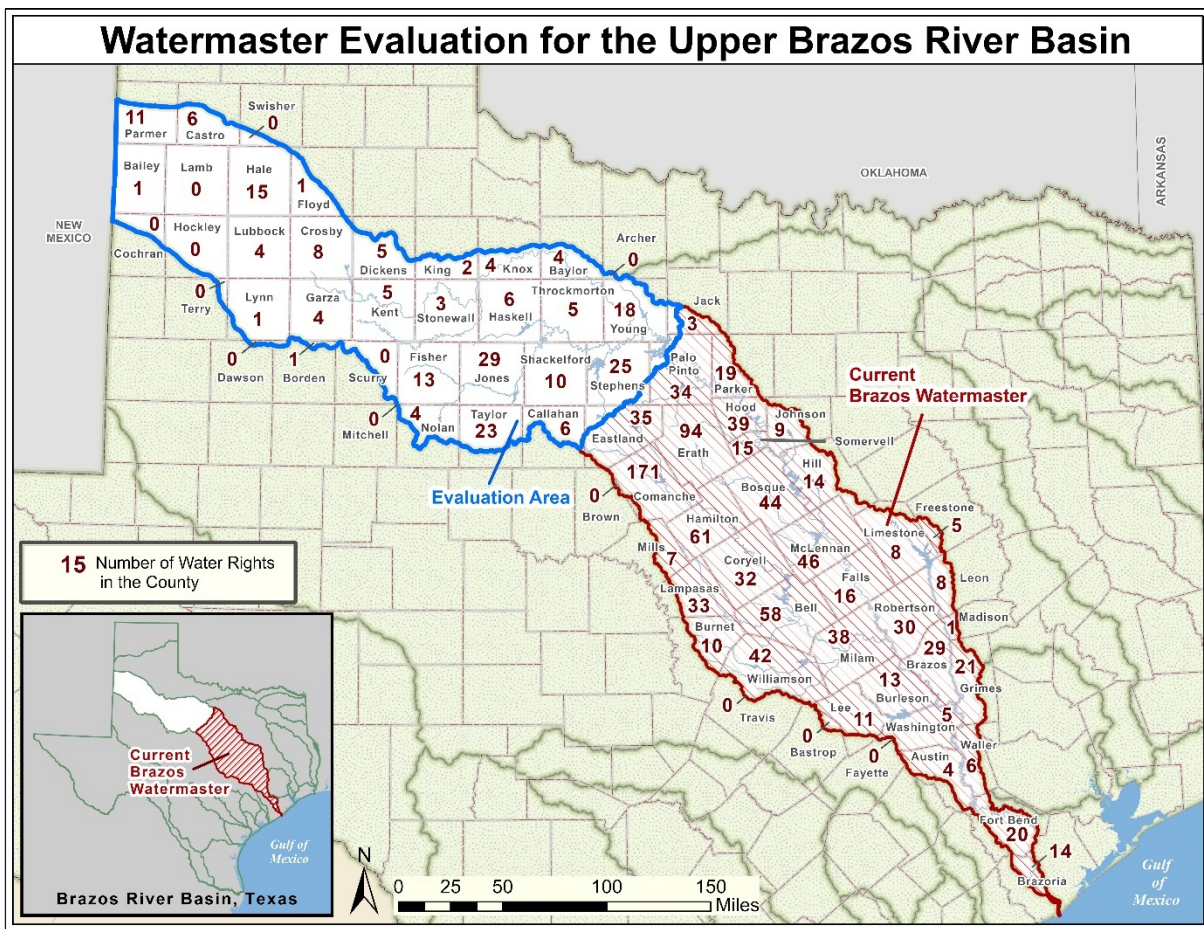 Watermaster Evaluation for the Upper Brazos River Basin
OKLAHOMA
ARKANSAS
NEW
MEXICO
11
Parmer
6
Castro
Swisher
0
Bailey
1
Lamb
0
Hale
15
1
Floyd
0
Cochran
Hockley
0
Lubbock
4
Crosby
8
5
Dickens
King
2
4
Knox
4
Baylor
Archer
0
0
Terry
Lynn
1
Garza
4
5
Kent
3
Stonewall
6
Haskell
Throckmorton
5
18
Young
Jack
3
0
Dawson
1
Borden
0
Scurry
Fisher
13
29
Jones
Shackelford
10
25
Stephens
Palo
Pinto
34
19
Parker
Current
Brazos Watermaster
0
Mitchell
4
Nolan
Taylor
23
Callahan
6
35
Eastland
94
Erath
Hood
39
15
Johnson
9
Somervell
Evaluation Area
171
Comanche
0
Brown
Bosque
44
Hill
14
Freestone
5
Hamilton
61
Limestone
8
Mills
7
Coryell
32
McLennan
46
Falls
16
8
Leon
Lampasas
33
58
Bell
Robertson
30
Madison
1
Burnet
10
42
Williamson
38
Milam
29
Brazos
21
Grimes
13
Burleson
0
Travis
Lee
11
Washington
5
0
Bastrop
0
Fayette
Austin
4
Waller
6
Fort Bend
20
14
Brazoria
Gulf
of
Mexico
15 Number of Water Rights
in the County
Current
Brazos
Watermaster
Gulf of
Mexico
Brazos River Basin, Texas
N
0 25 50 100 150
Miles